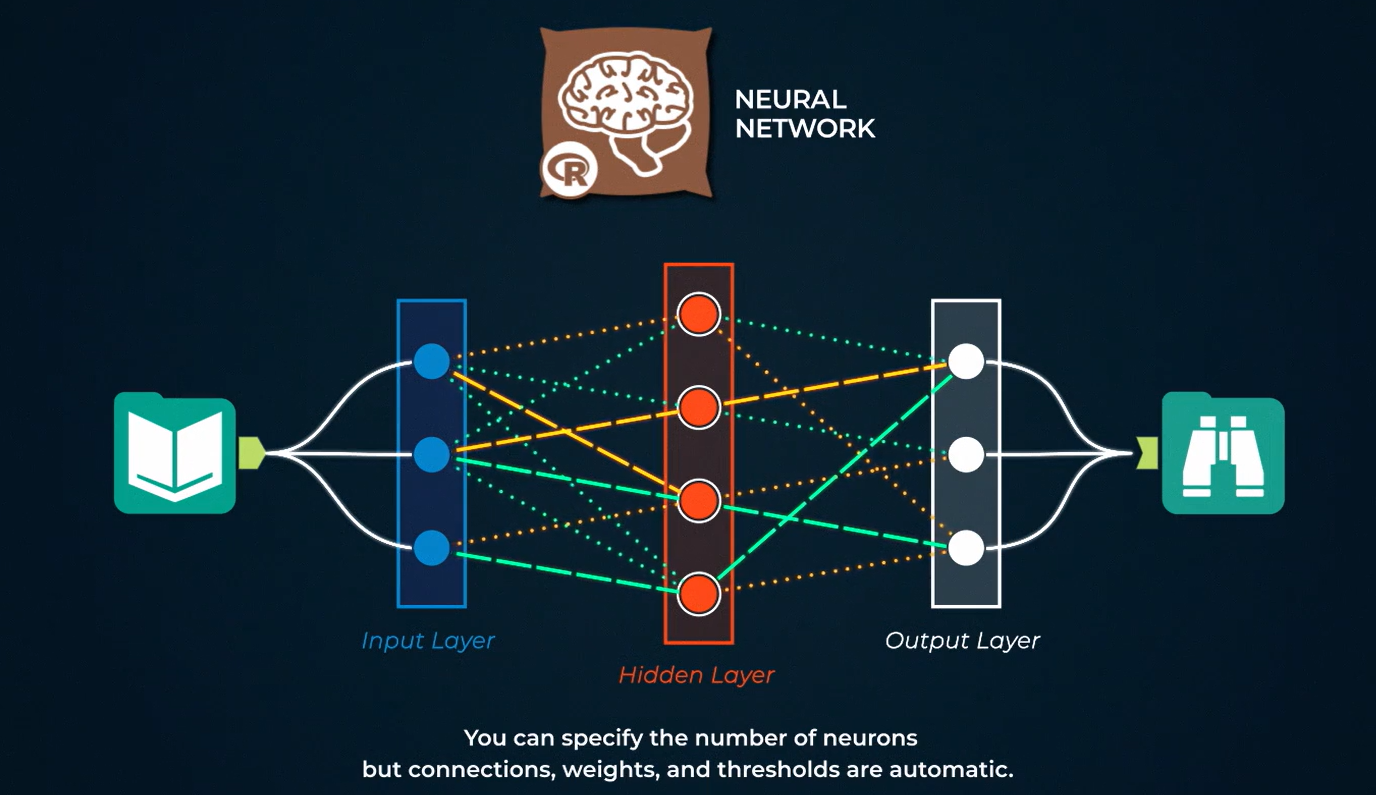 NEURAL
NETWORK
R
Input Layer
Output Layer
Hidden Layer
You can specify the number of neurons
but connections, weights, and thresholds are automatic.